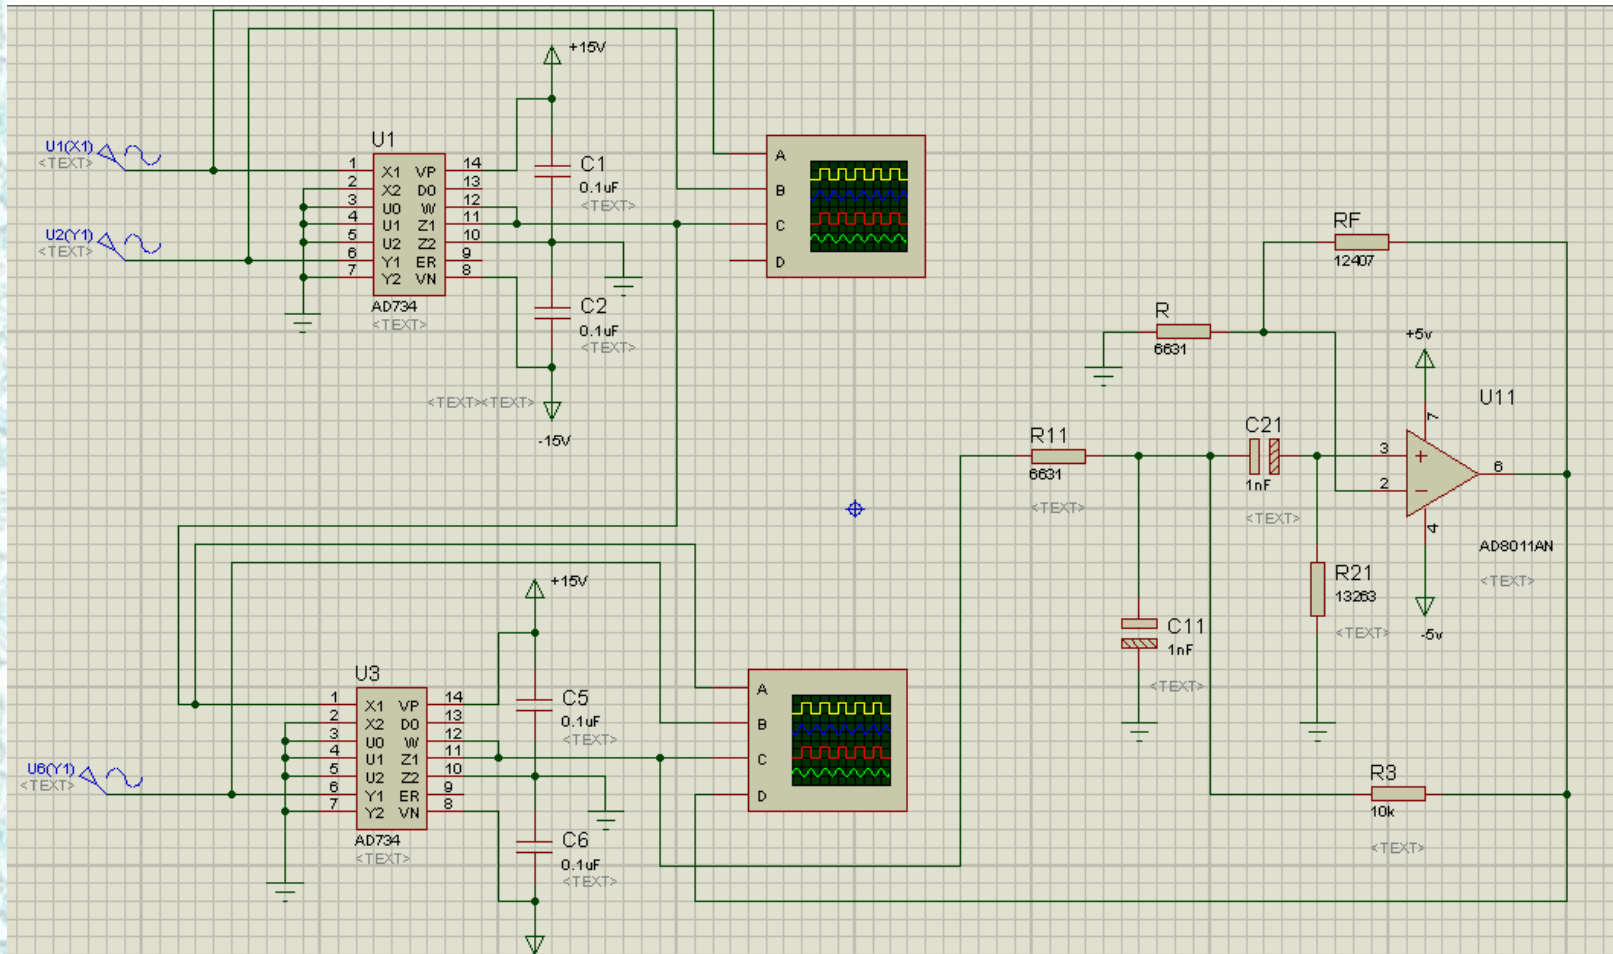 +15V
U1
U1(X1)
<TEXT>
1 X1 VP 14
2 X2 D0 13
3 U0 W 12
4 U1 Z1 11
5 U2 Z2 10
6 Y1 ER 9
7 Y2 VN 8
AD734
<TEXT>
U2(Y1)
<TEXT>
C1
0.1uF
<TEXT>
C2
0.1uF
<TEXT>
<TEXT><TEXT>
-15V
A
B
C
D
RF
12407
R
6631
+5v
U11
R11
6631
<TEXT>
C21
1nF
<TEXT>
3 +
2 −
7
6
4
AD8011AN
<TEXT>
-5v
R21
13263
<TEXT>
C11
1nF
<TEXT>
R3
10k
<TEXT>
+15V
U3
1 X1 VP 14
2 X2 D0 13
3 U0 W 12
4 U1 Z1 11
5 U2 Z2 10
6 Y1 ER 9
7 Y2 VN 8
AD734
<TEXT>
U6(Y1)
<TEXT>
C5
0.1uF
<TEXT>
C6
0.1uF
<TEXT>
A
B
C
D